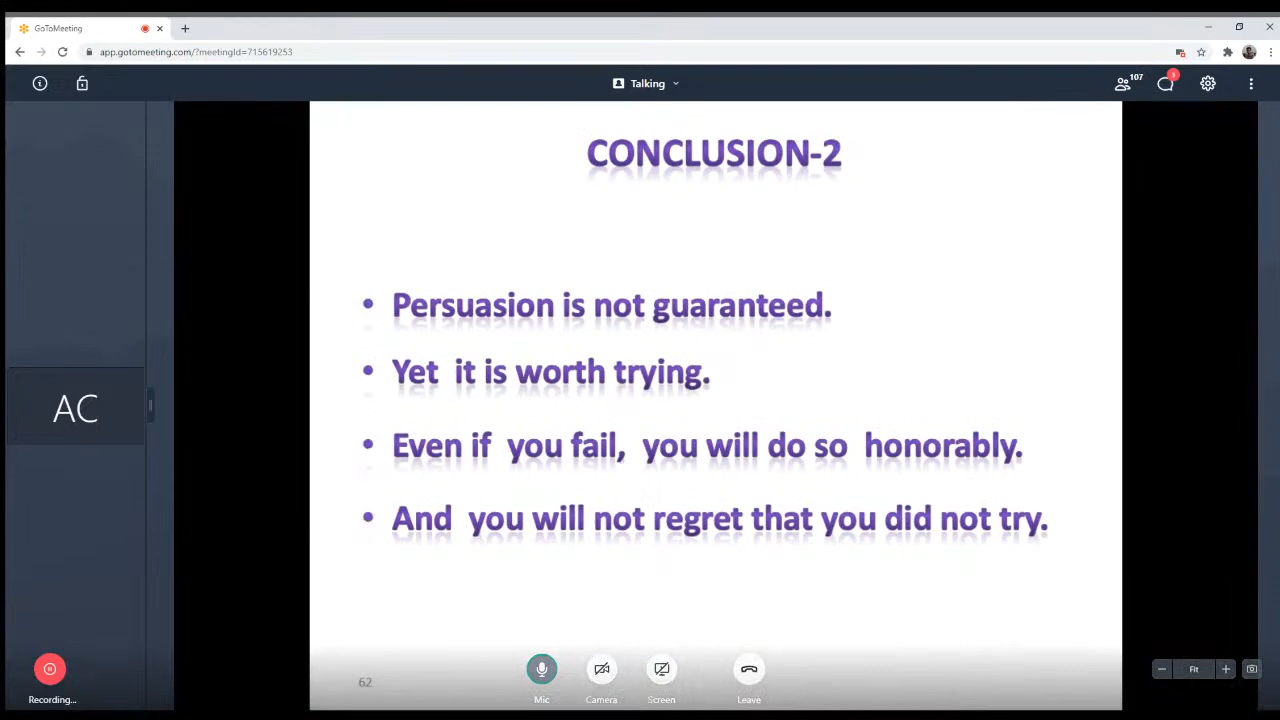 GoToMeeting
app.gotomeeting.com/?meetingId=715619253
Talking
107
CONCLUSION-2
• Persuasion is not guaranteed.
• Yet it is worth trying.
• Even if you fail, you will do so honorably.
• And you will not regret that you did not try.
AC
62
Recording...
Mic
Camera
Screen
Leave
Fit